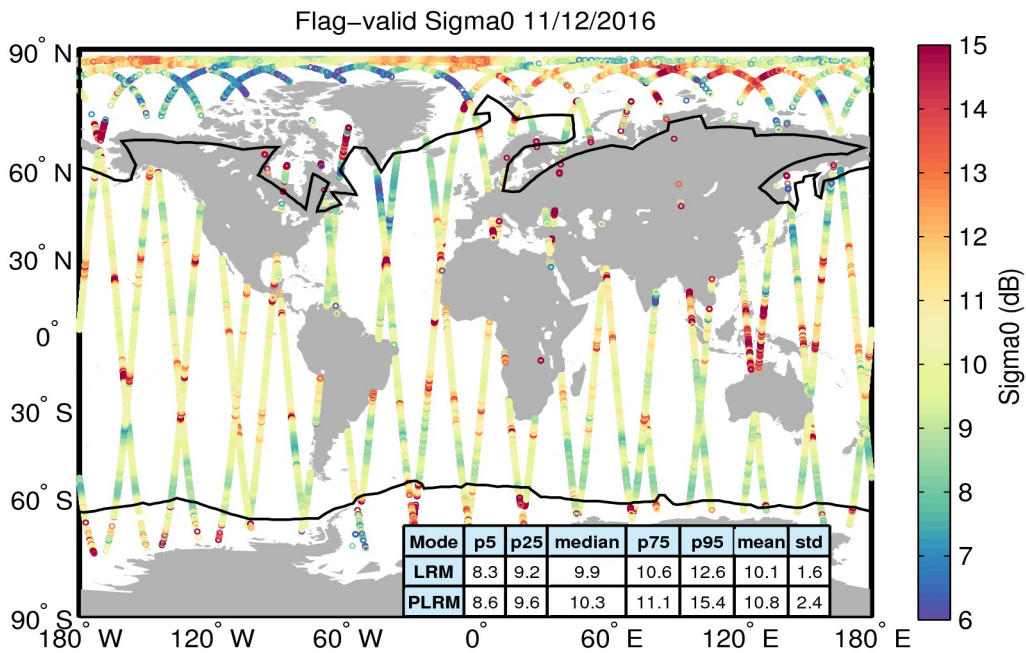 Flag−valid Sigma0 11/12/2016
90° N
60° N
30° N
0°
30° S
60° S
90° S
180° W
120° W
60° W
0°
60° E
120° E
180° E
Mode p5 p25 median p75 p95 mean std
LRM 8.3 9.2 9.9 10.6 12.6 10.1 1.6
PLRM 8.6 9.6 10.3 11.1 15.4 10.8 2.4
15
14
13
12
11
10
9
8
7
6
Sigma0 (dB)